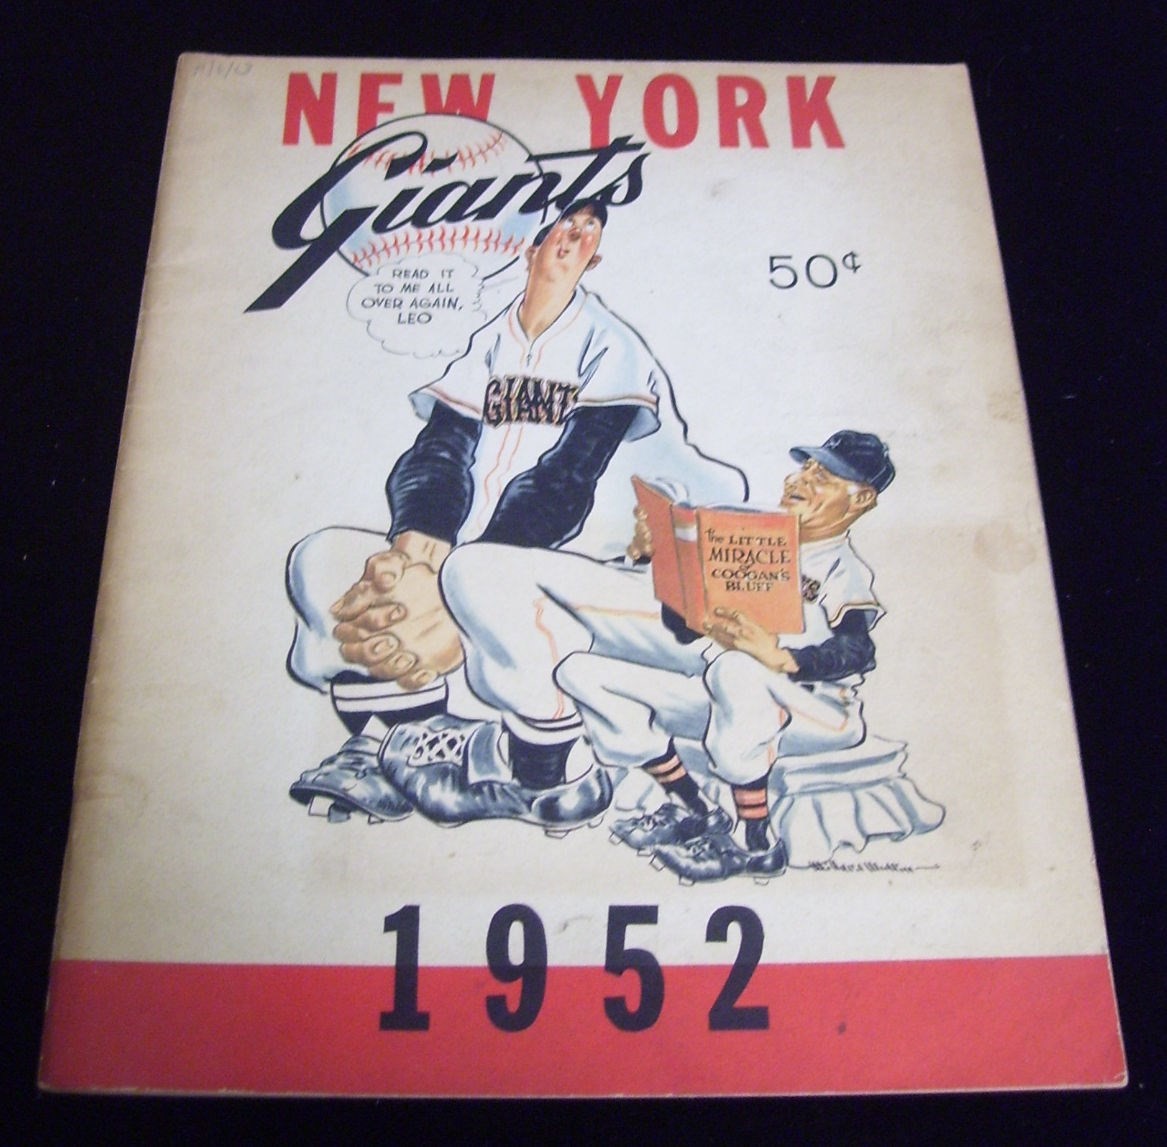 NEW YORK
Giants
50¢
READ IT
TO ME ALL
OVER AGAIN,
LEO
GIANTS
The LITTLE
MIRACLE
of
COOGAN'S
BLUFF
1952